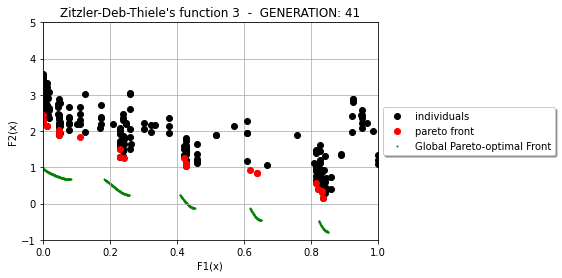 Zitzler-Deb-Thiele's function 3 - GENERATION: 41
5
4
3
2
1
0
−1
F2(x)
0.0 0.2 0.4 0.6 0.8 1.0
F1(x)
individuals
pareto front
Global Pareto-optimal Front